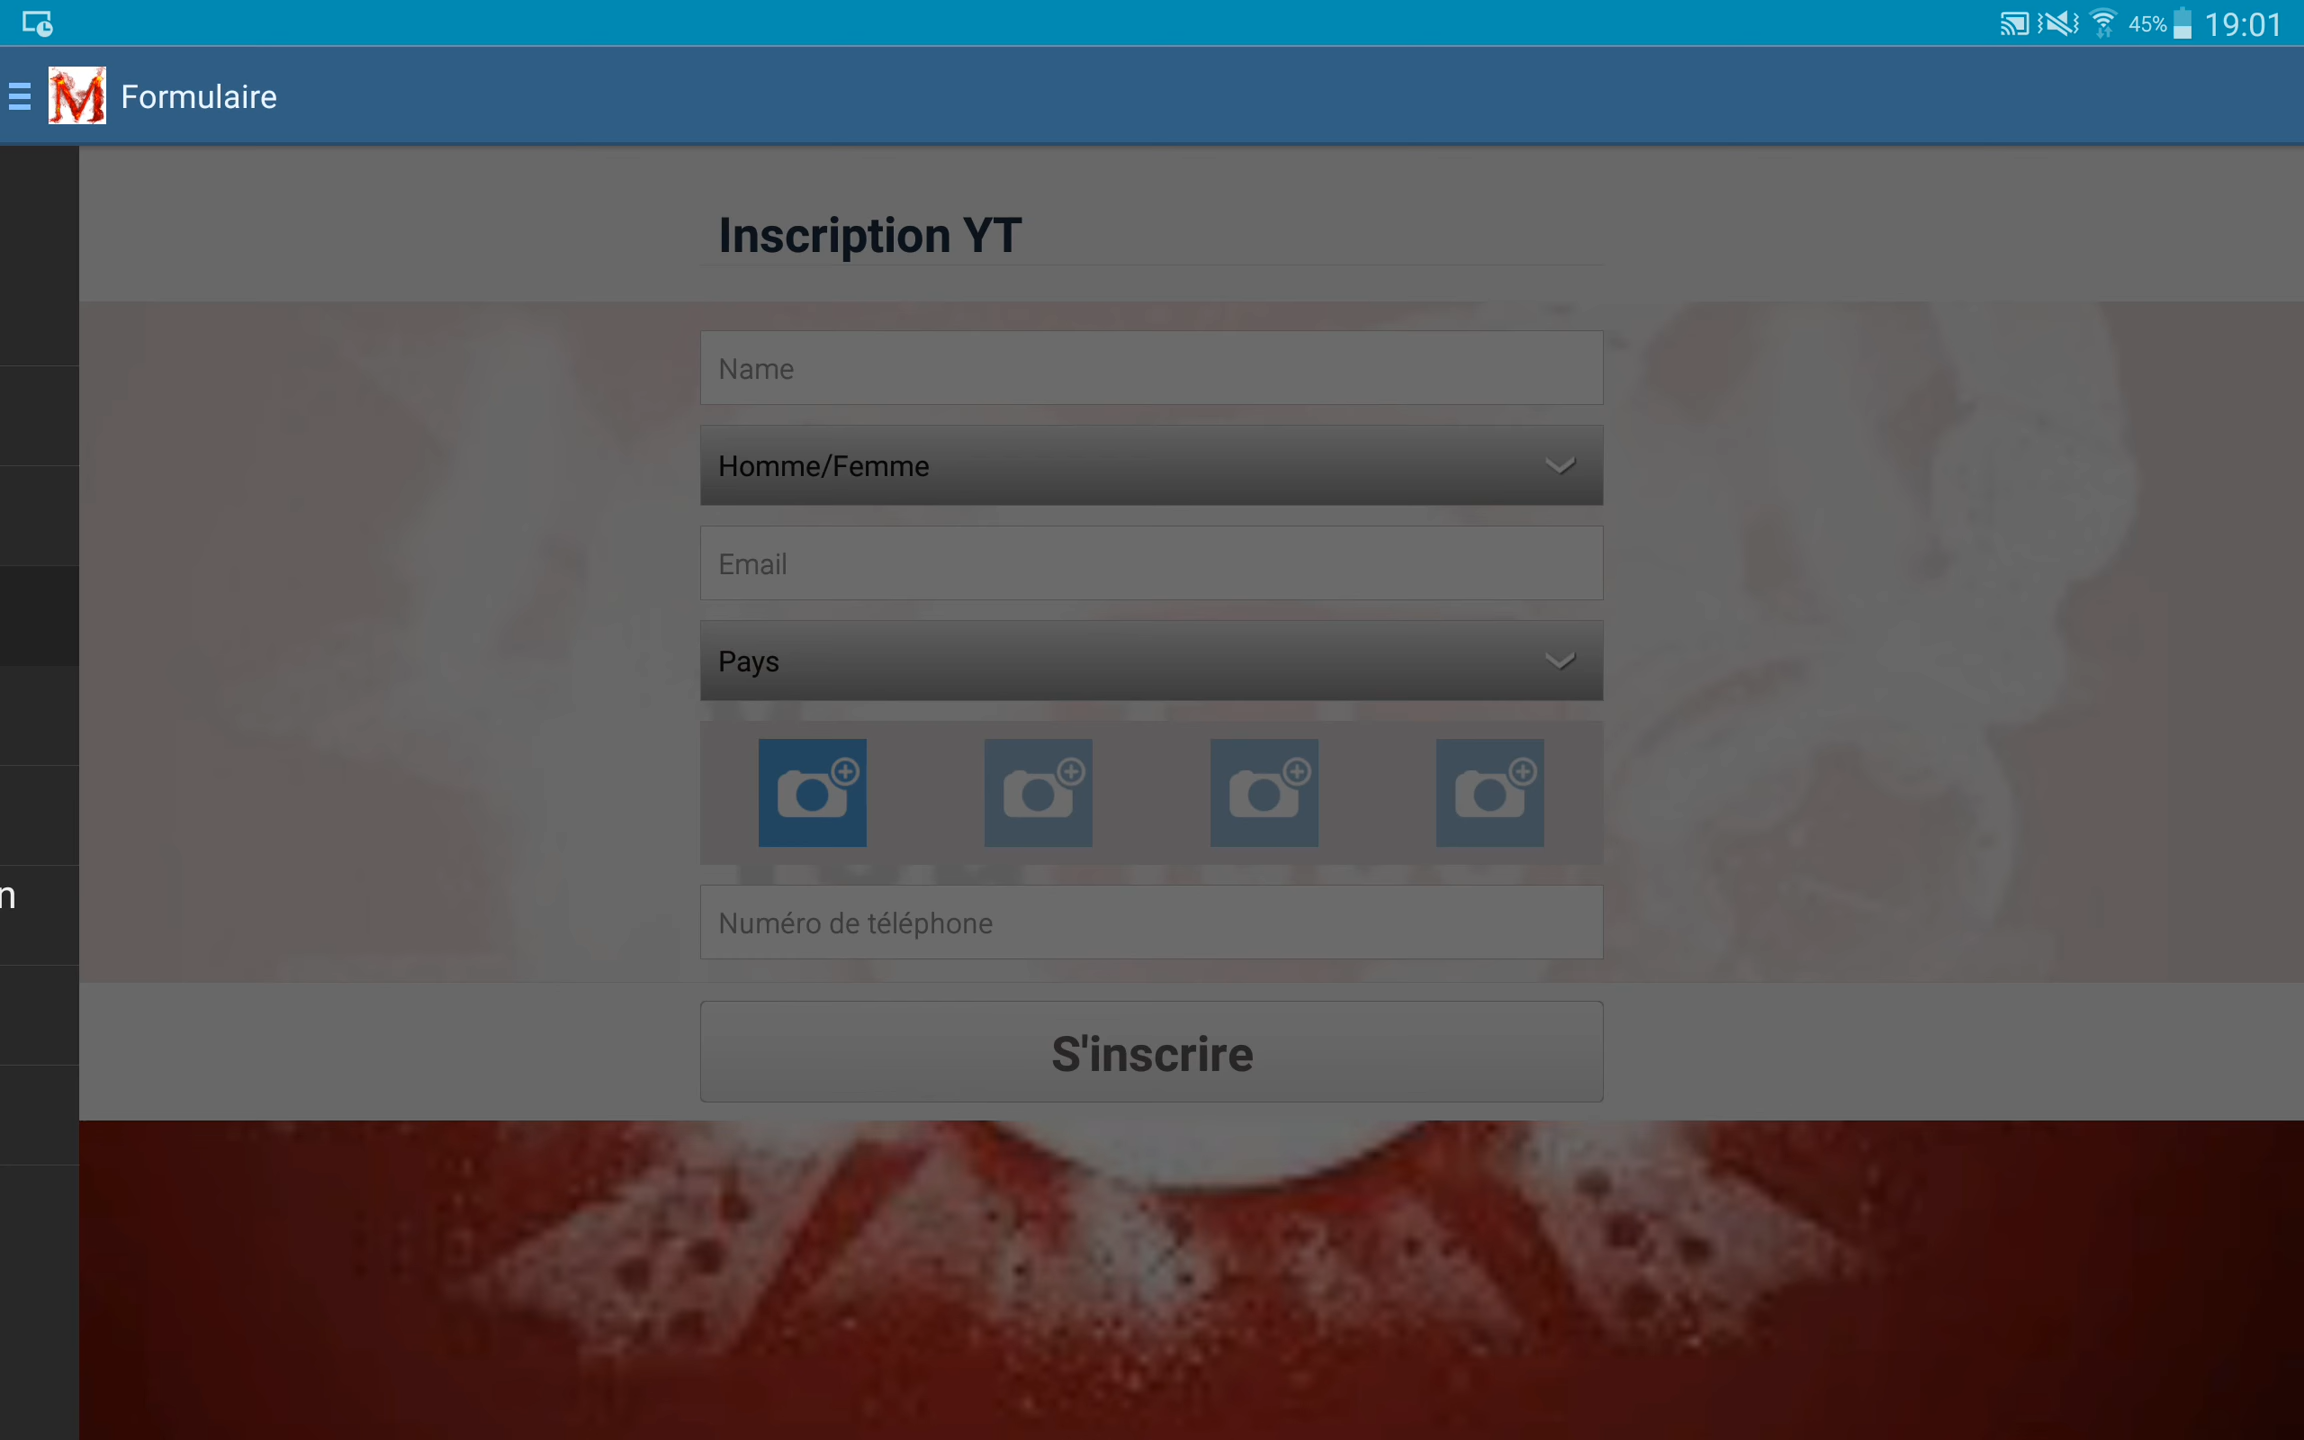 45% 19:01
M Formulaire
Inscription YT
Name
Homme/Femme
Email
Pays
n
Numéro de téléphone
S'inscrire